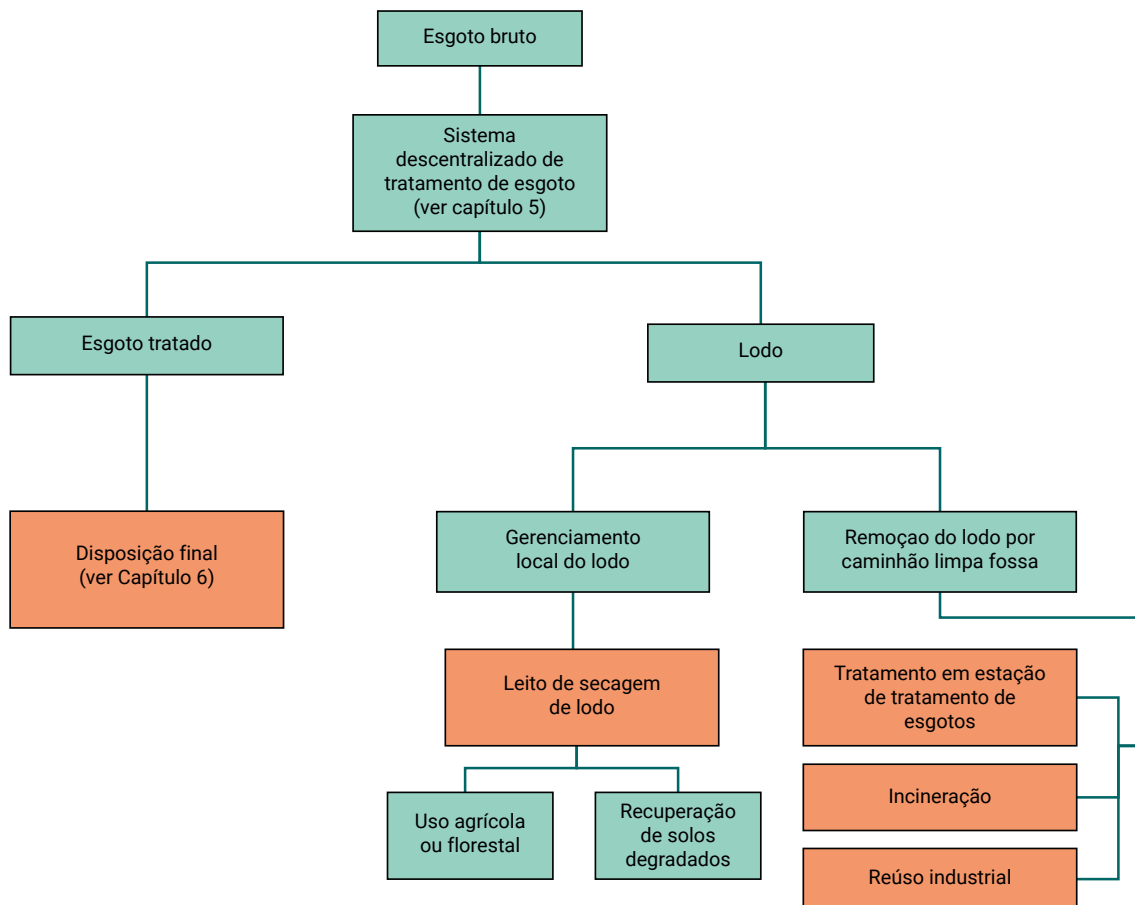 Esgoto bruto
Sistema
descentralizado de
tratamento de esgoto
(ver capítulo 5)
Esgoto tratado
Lodo
Disposição final
(ver Capítulo 6)
Gerenciamento
local do lodo
Remoçao do lodo por
caminhão limpa fossa
Leito de secagem
de lodo
Tratamento em estação
de tratamento de
esgotos
Uso agrícola
ou florestal
Recuperação
de solos
degradados
Incineração
Reúso industrial